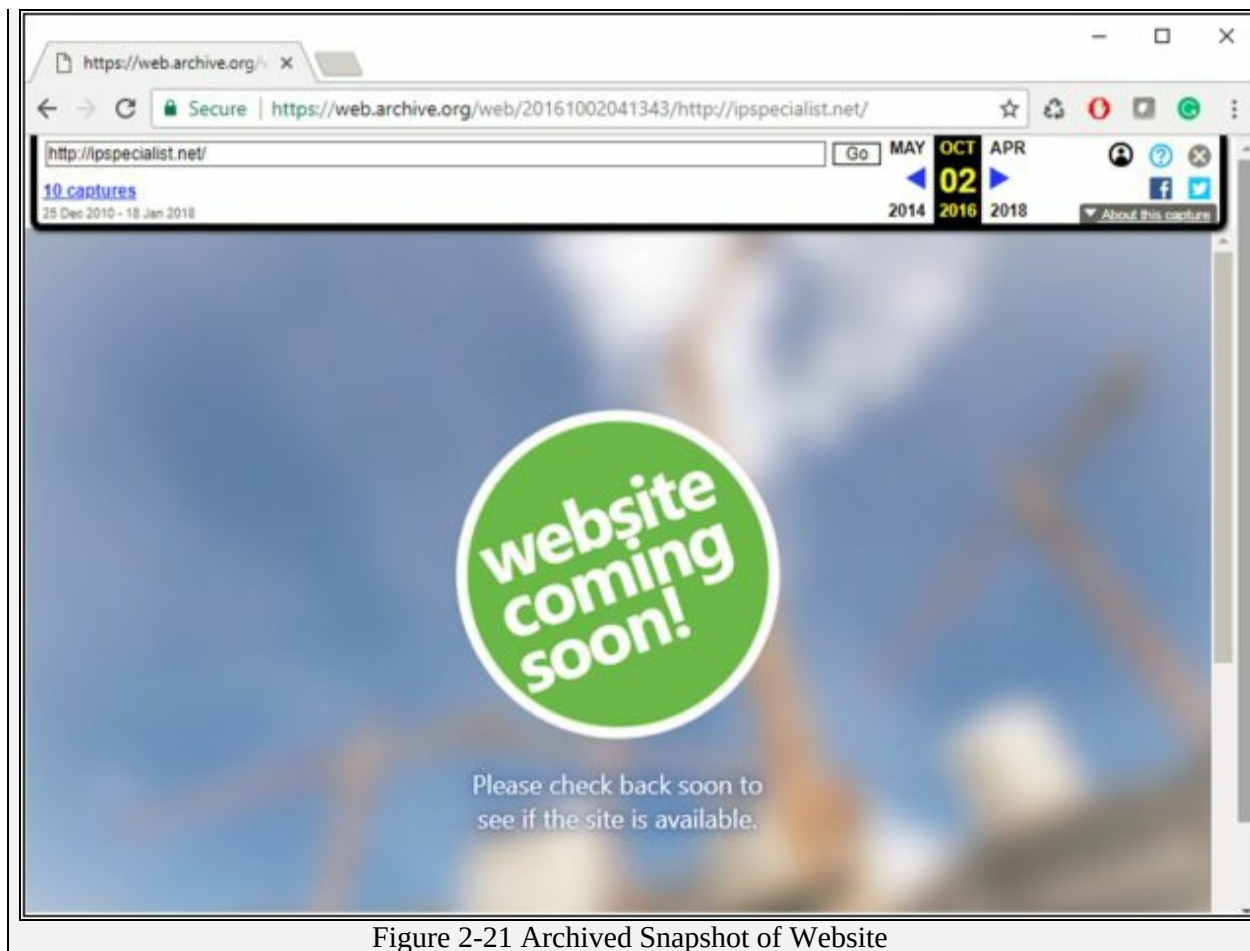 https://web.archive.org/
Secure | https://web.archive.org/web/20161002041343/http://ipspecialist.net/
http://ipspecialist.net/ Go MAY OCT APR
10 captures 02
25 Dec 2010 - 18 Jan 2018 2014 2016 2018 About this capture
website
coming
soon!
Please check back soon to
see if the site is available.
Figure 2-21 Archived Snapshot of Website